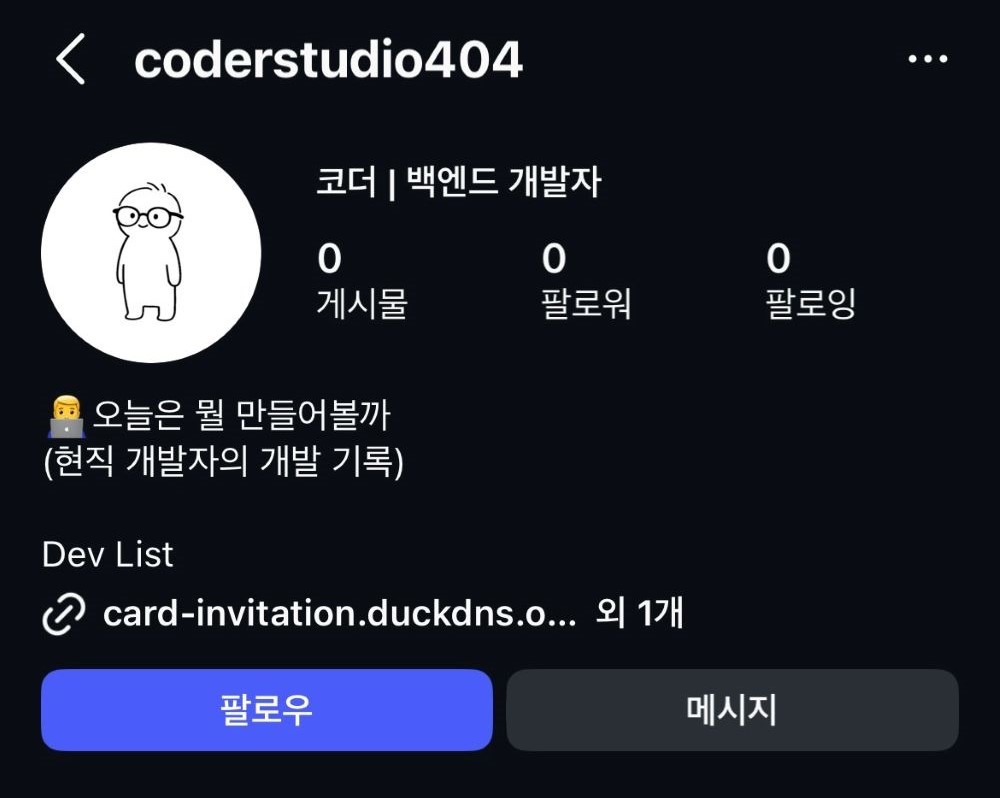 coderstudio404
코더 | 백엔드 개발자
0 0 0
게시물 팔로워 팔로잉
오늘은 뭘 만들어볼까
(현직 개발자의 개발 기록)
Dev List
card-invitation.duckdns.o... 외 1개
팔로우 메시지